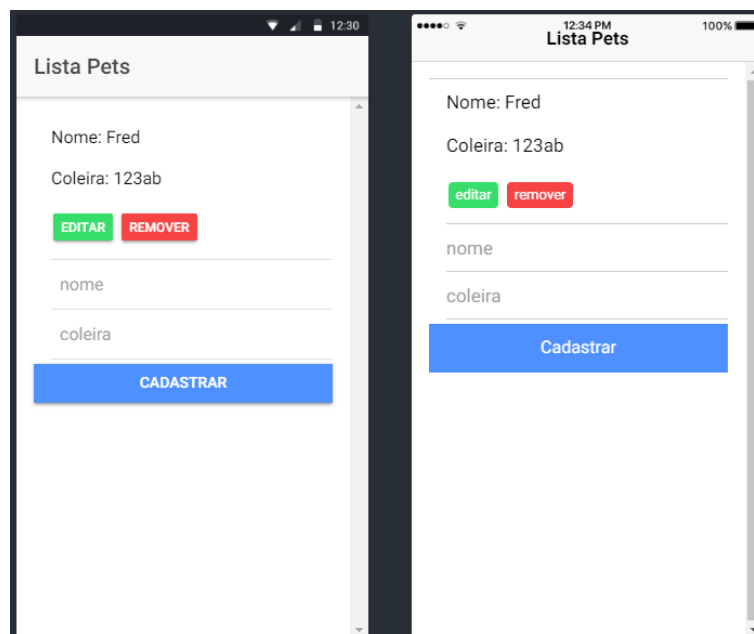 12:30
Lista Pets
Nome: Fred
Coleira: 123ab
EDITAR REMOVER
nome
coleira
CADASTRAR
12:34 PM 100%
Lista Pets
Nome: Fred
Coleira: 123ab
editar remover
nome
coleira
Cadastrar